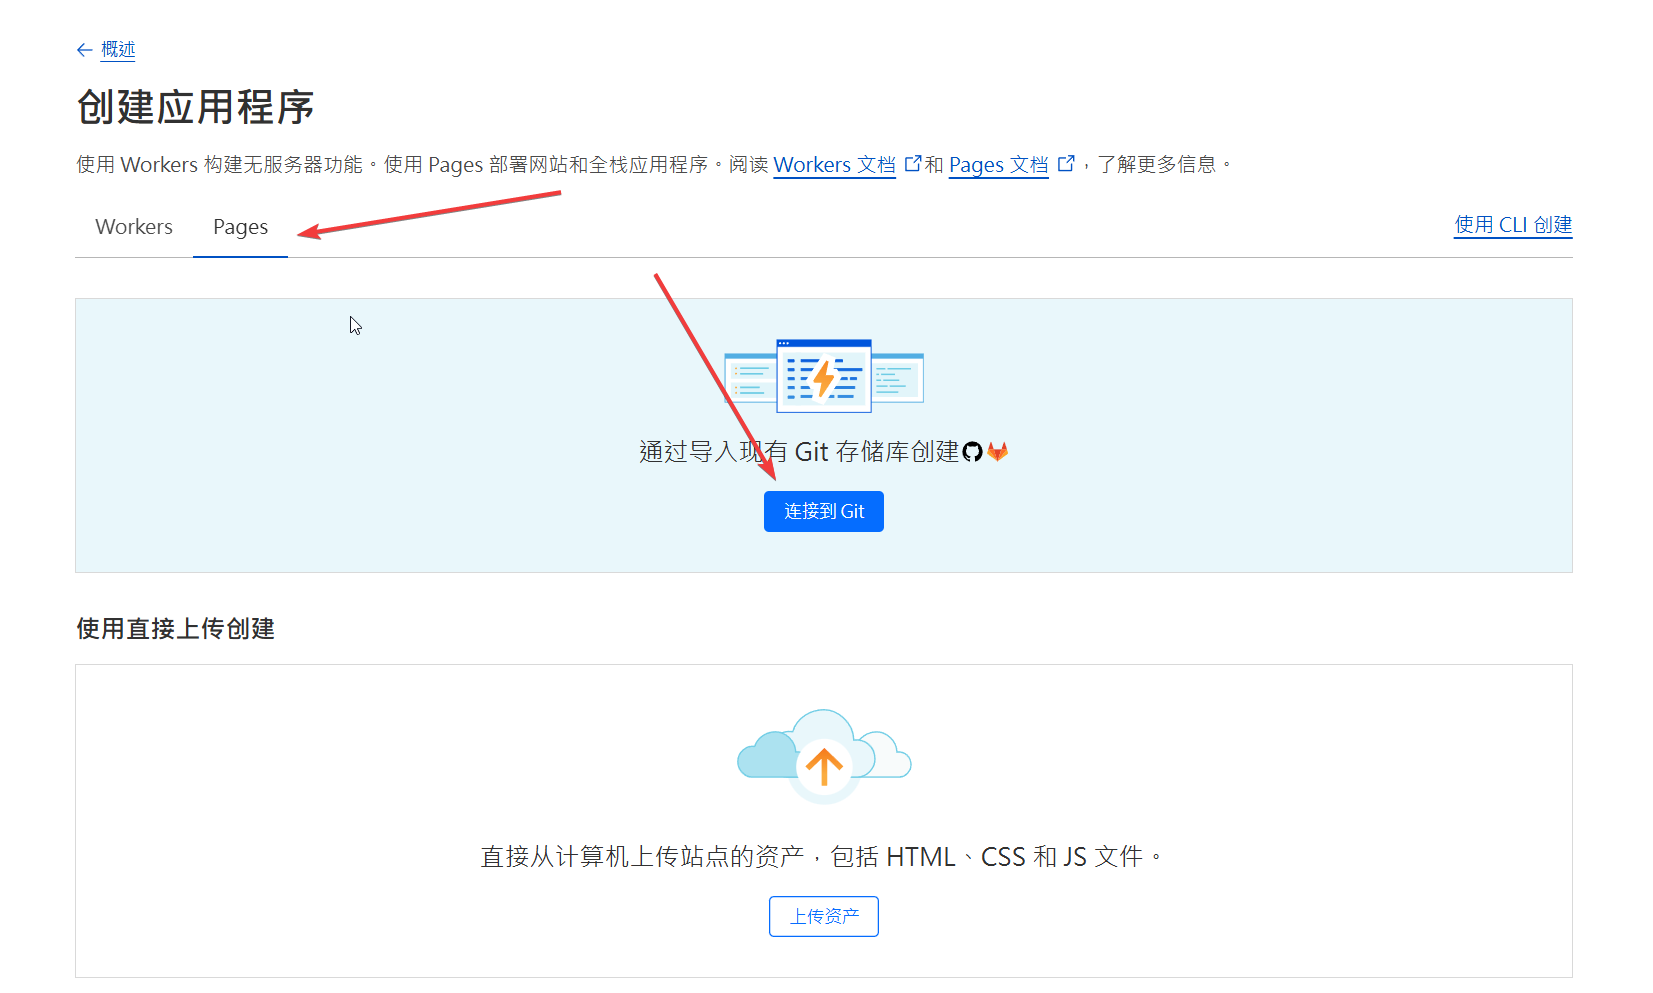 ← 概述
创建应用程序
使用 Workers 构建无服务器功能。使用 Pages 部署网站和全栈应用程序。阅读 Workers 文档 和 Pages 文档 ，了解更多信息。
Workers Pages 使用 CLI 创建
通过导入现有 Git 存储库创建
连接到 Git
使用直接上传创建
直接从计算机上传站点的资产，包括 HTML、CSS 和 JS 文件。
上传资产